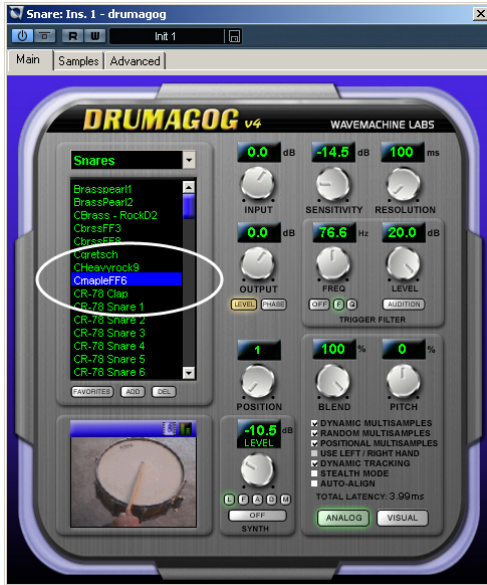 Snare: Ins. 1 - drumagog
R W Init 1
Main Samples Advanced
DRUMAGOG v4 WAVEMACHINE LABS
Snares
Brasspearl1
BrassPearl2
CBrass - RockD2
CbrssFF3
CbrssFF8
Cgretsch
CHeavyrock9
CmapleFF6
CR-78 Clap
CR-78 Snare 1
CR-78 Snare 2
CR-78 Snare 3
CR-78 Snare 4
CR-78 Snare 5
CR-78 Snare 6
FAVORITES ADD DEL
0.0 dB -14.5 dB 100 ms
INPUT SENSITIVITY RESOLUTION
0.0 dB 76.6 Hz 20.0 dB
OUTPUT FREQ LEVEL
LEVEL PHASE OFF F Q AUDITION
TRIGGER FILTER
1 100 % 0 %
POSITION BLEND PITCH
-10.5 dB
LEVEL
L F A D M
OFF
SYNTH
DYNAMIC MULTISAMPLES
RANDOM MULTISAMPLES
POSITIONAL MULTISAMPLES
USE LEFT / RIGHT HAND
DYNAMIC TRACKING
STEALTH MODE
AUTO-ALIGN
TOTAL LATENCY: 3.99ms
ANALOG VISUAL